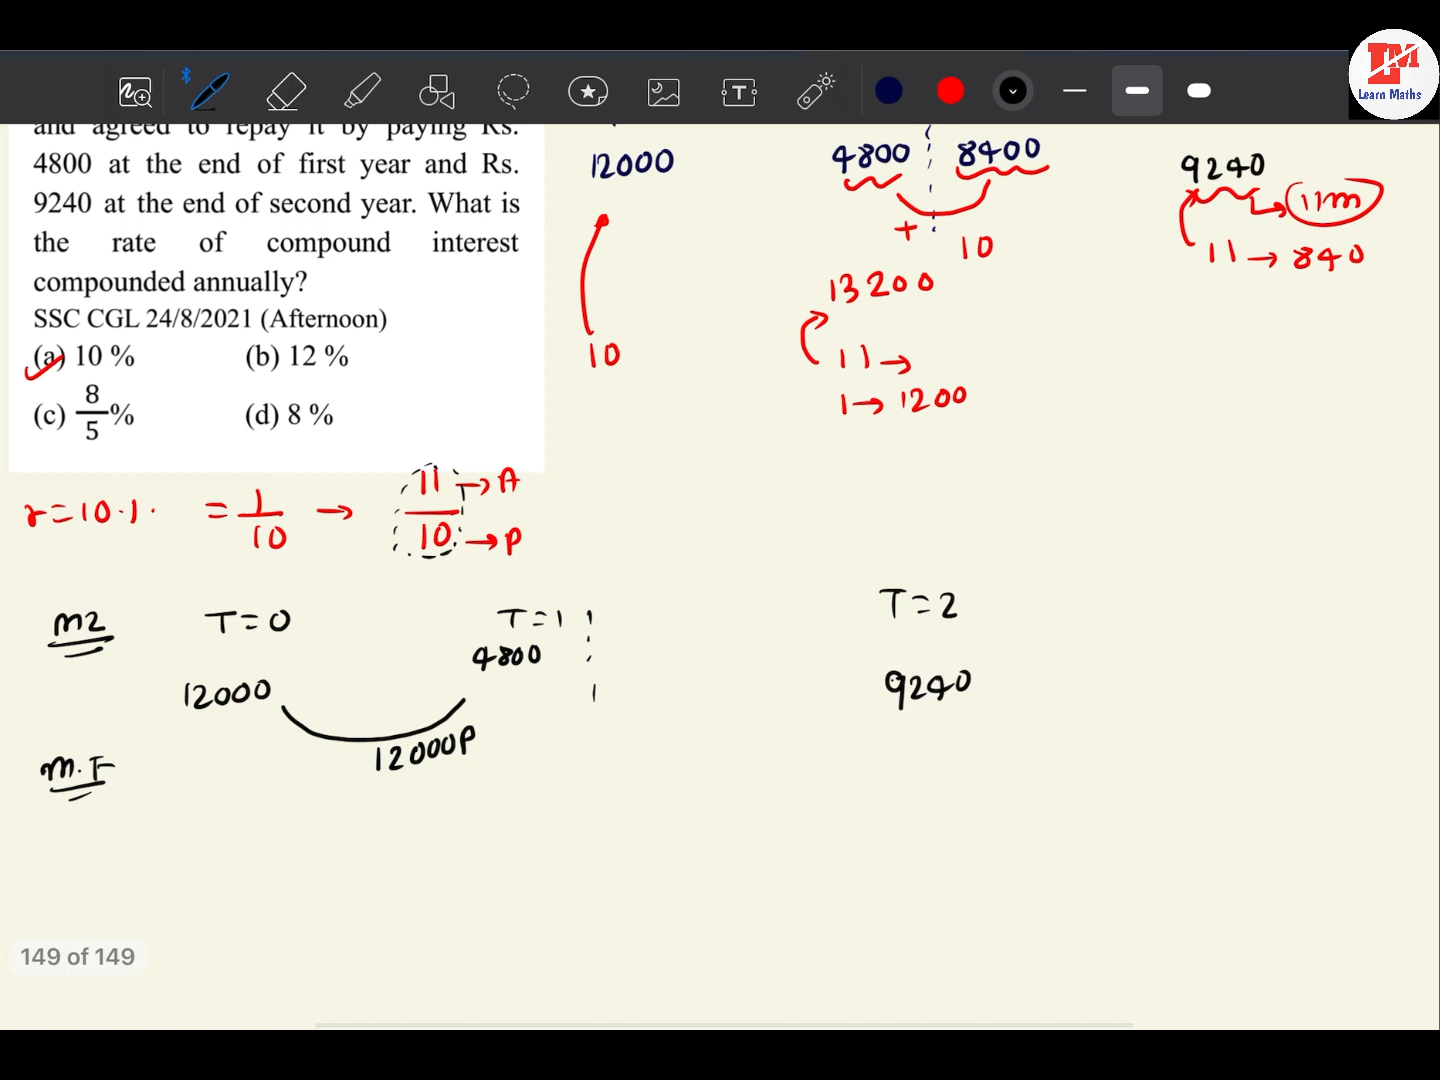 LM
Learn Maths
T
and agreed to repay it by paying Rs.
4800 at the end of first year and Rs.
9240 at the end of second year. What is
the rate of compound interest
compounded annually?
SSC CGL 24/8/2021 (Afternoon)
(a) 10 % (b) 12 %
(c) 8/5 % (d) 8 %
12000 4800 8400 9240
11m
+ 10 11 → 840
13200
10 11 →
1 → 1200
r = 10.1. = 1/10 → 11/10 → A → P
M2 T=0 T=1 T=2
4800
12000 9240
12000P
M.F
149 of 149